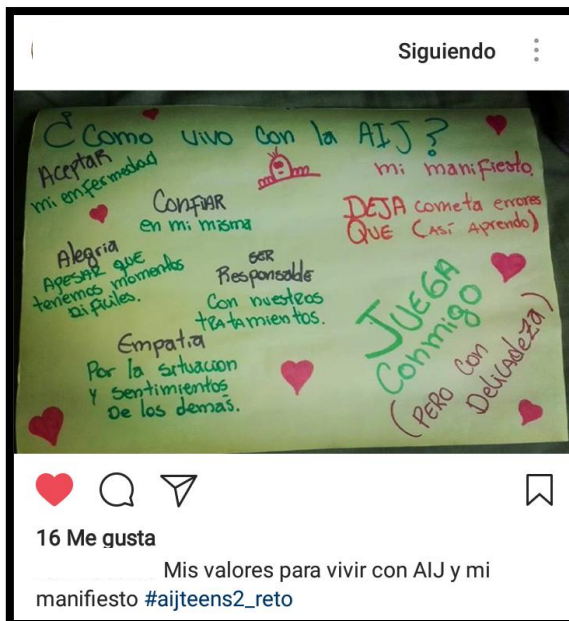 Siguiendo
¿Como vivo con la AIJ?
Aceptar
mi enfermedad
mi manifiesto.
Confiar
en mi misma
DEJA cometa errores
QUE (Así Aprendo)
Alegria
APESAR QUE
tenemos momentos
Dificiles.
SER
Responsable
Con nuestros
tratamientos.
JUEGA
Conmigo
(PERO CON
Delicadeza)
Empatia
Por la situacion
y sentimientos
De los demas.
16 Me gusta
Mis valores para vivir con AIJ y mi
manifiesto #aijteens2_reto